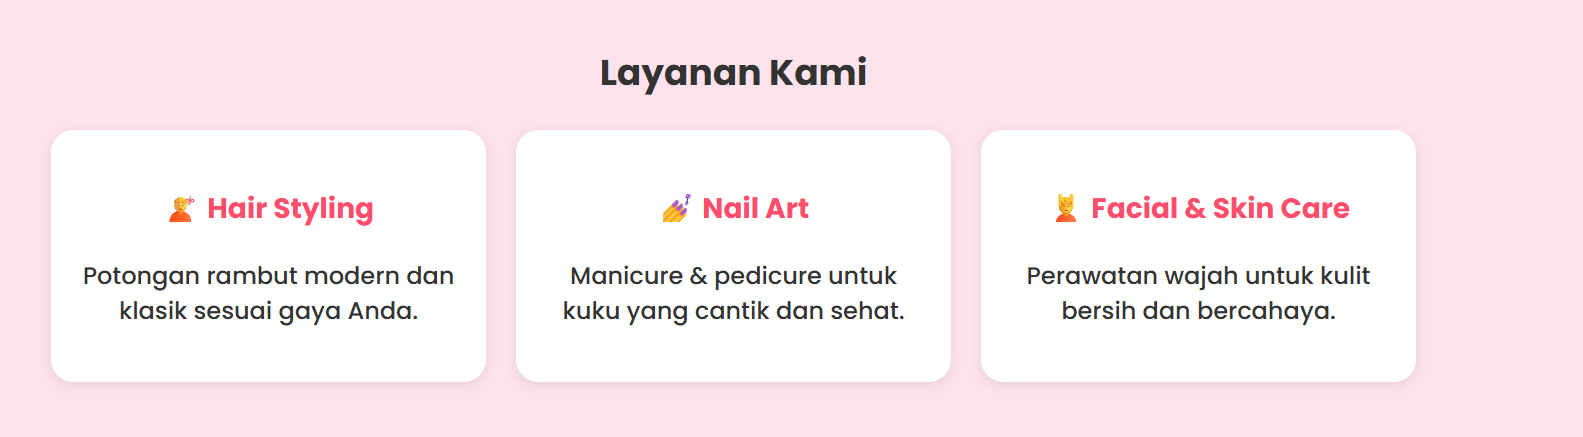 Layanan Kami
💇 Hair Styling
Potongan rambut modern dan
klasik sesuai gaya Anda.
💅 Nail Art
Manicure & pedicure untuk
kuku yang cantik dan sehat.
💆 Facial & Skin Care
Perawatan wajah untuk kulit
bersih dan bercahaya.